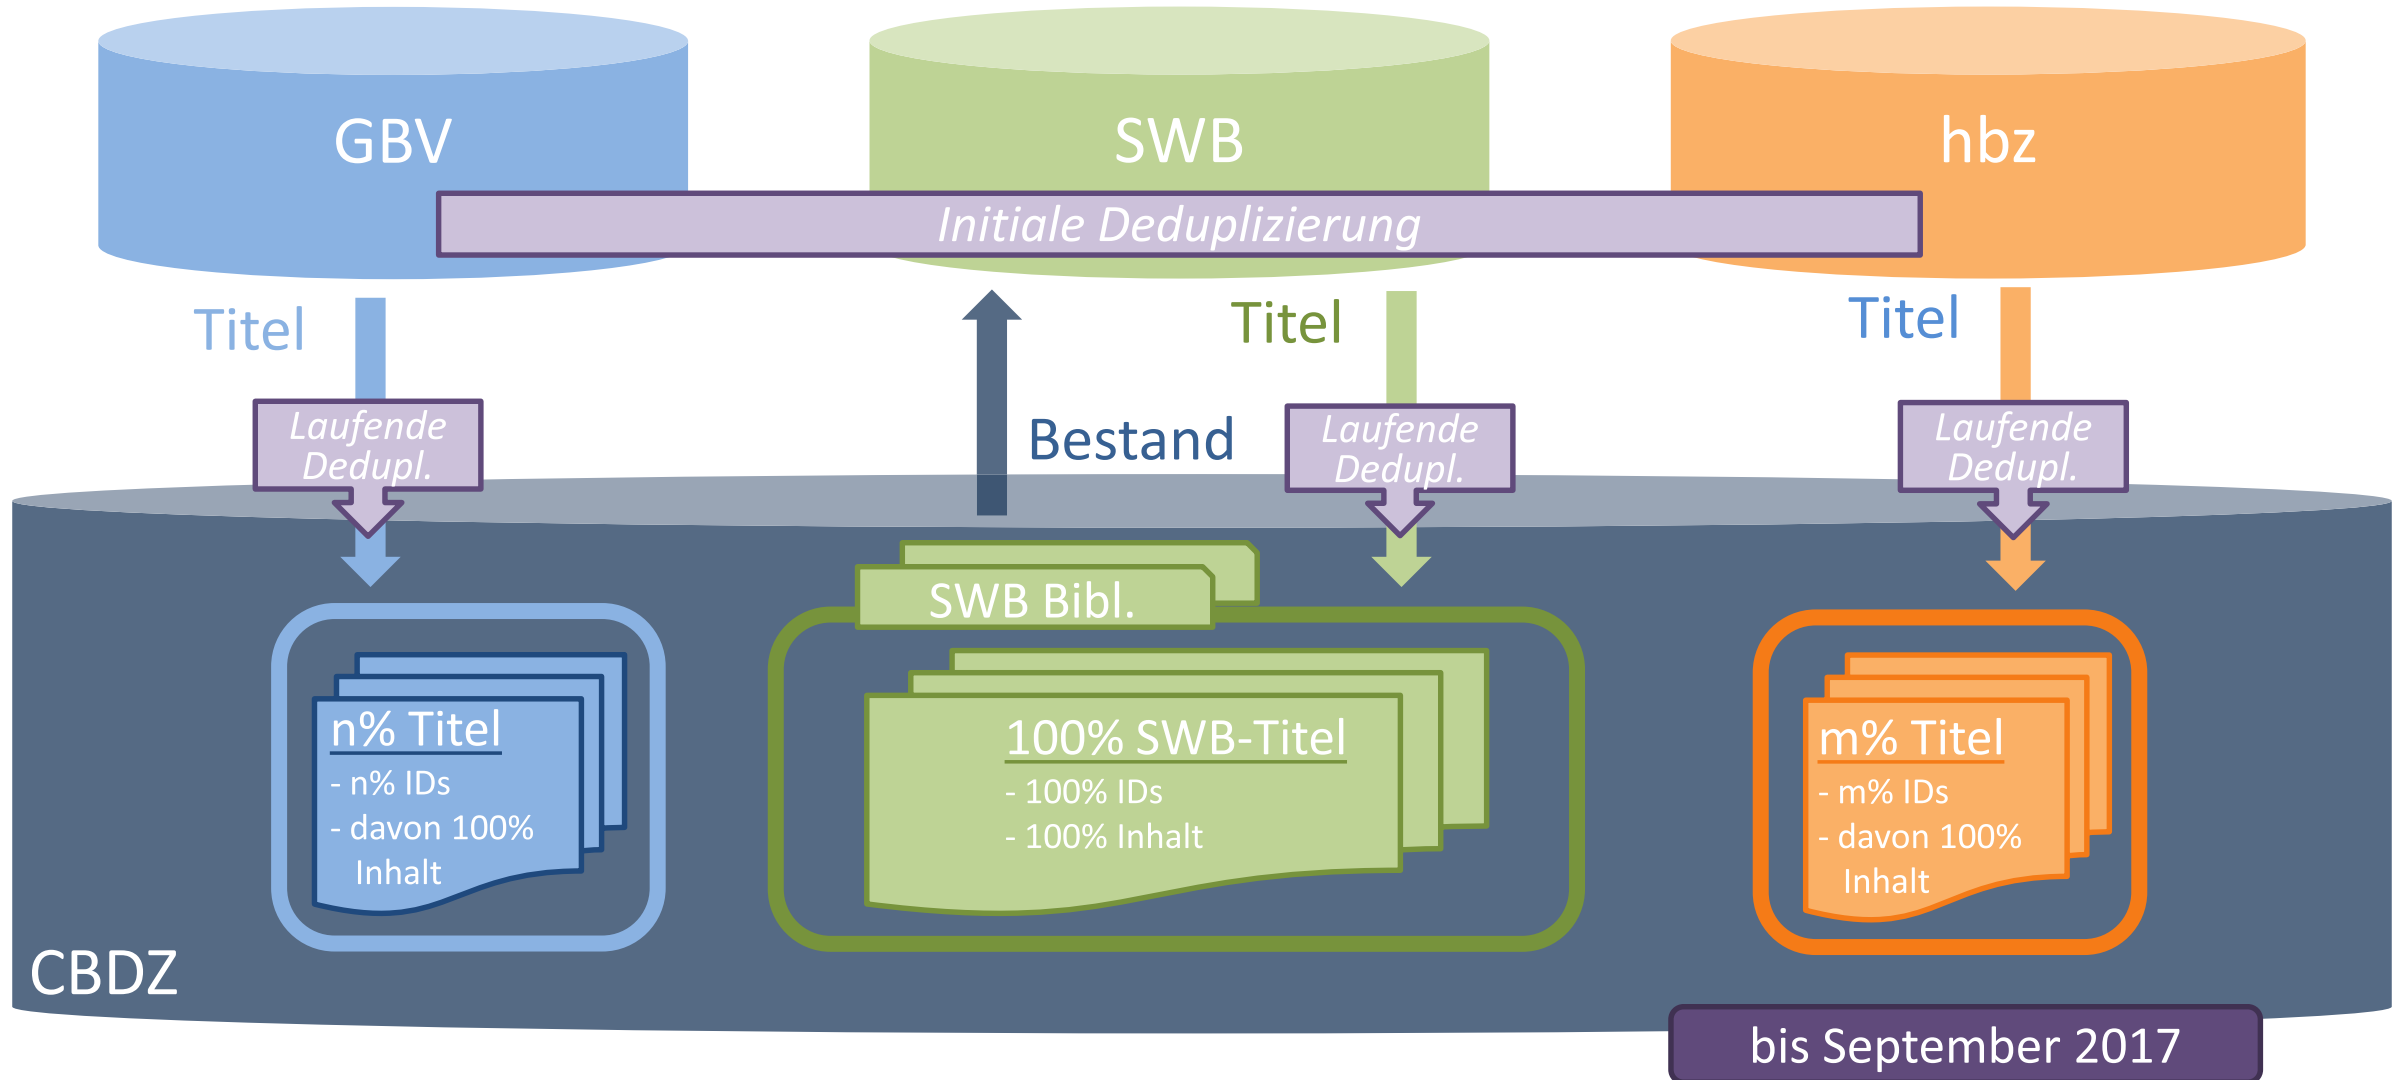 GBV
SWB
hbz
Initiale Deduplizierung
Titel
Titel
Titel
Laufende
Dedupl.
Bestand
Laufende
Dedupl.
Laufende
Dedupl.
SWB Bibl.
n% Titel
- n% IDs
- davon 100%
Inhalt
100% SWB-Titel
- 100% IDs
- 100% Inhalt
m% Titel
- m% IDs
- davon 100%
Inhalt
CBDZ
bis September 2017